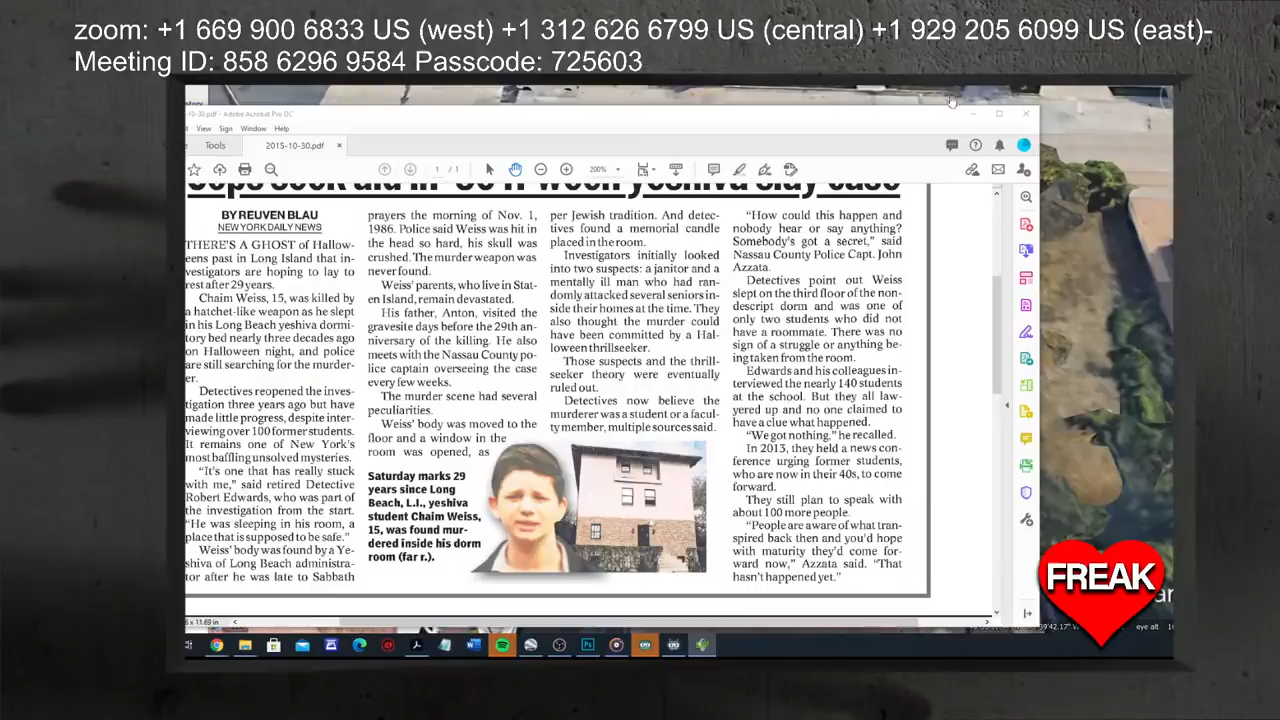 zoom: +1 669 900 6833 US (west) +1 312 626 6799 US (central) +1 929 205 6099 US (east)-
Meeting ID: 858 6296 9584 Passcode: 725603
10-30.pdf - Adobe Acrobat Pro DC
View Sign Window Help
Tools
2015-10-30.pdf
1 / 1
200%
yeshiva slay case
BY REUVEN BLAU
NEW YORK DAILY NEWS
THERE'S A GHOST of Hallow-
eens past in Long Island that in-
vestigators are hoping to lay to
rest after 29 years.
Chaim Weiss, 15, was killed by
a hatchet-like weapon as he slept
in his Long Beach yeshiva dormi-
tory bed nearly three decades ago
on Halloween night, and police
are still searching for the murder-
er.
Detectives reopened the inves-
tigation three years ago but have
made little progress, despite inter-
viewing over 100 former students.
It remains one of New York's
most baffling unsolved mysteries.
"It's one that has really stuck
with me," said retired Detective
Robert Edwards, who was part of
the investigation from the start.
"He was sleeping in his room, a
place that is supposed to be safe."
Weiss' body was found by a Ye-
shiva of Long Beach administra-
tor after he was late to Sabbath
prayers the morning of Nov. 1,
1986. Police said Weiss was hit in
the head so hard, his skull was
crushed. The murder weapon was
never found.
Weiss' parents, who live in Stat-
en Island, remain devastated.
His father, Anton, visited the
gravesite days before the 29th an-
niversary of the killing. He also
meets with the Nassau County po-
lice captain overseeing the case
every few weeks.
The murder scene had several
peculiarities.
Weiss' body was moved to the
floor and a window in the
room was opened, as
Saturday marks 29
years since Long
Beach, L.I., yeshiva
student Chaim Weiss,
15, was found mur-
dered inside his dorm
room (far r.).
per Jewish tradition. And detec-
tives found a memorial candle
placed in the room.
Investigators initially looked
into two suspects: a janitor and a
mentally ill man who had ran-
domly attacked several seniors in-
side their homes at the time. They
also thought the murder could
have been committed by a Hal-
loween thrillseeker.
Those suspects and the thrill-
seeker theory were eventually
ruled out.
Detectives now believe the
murderer was a student or a facul-
ty member, multiple sources said.
"How could this happen and
nobody hear or say anything?
Somebody's got a secret," said
Nassau County Police Capt. John
Azzata.
Detectives point out Weiss
slept on the third floor of the non-
descript dorm and was one of
only two students who did not
have a roommate. There was no
sign of a struggle or anything be-
ing taken from the room.
Edwards and his colleagues in-
terviewed the nearly 140 students
at the school. But they all law-
yered up and no one claimed to
have a clue what happened.
"We got nothing," he recalled.
In 2013, they held a news con-
ference urging former students,
who are now in their 40s, to come
forward.
They still plan to speak with
about 100 more people.
"People are aware of what tran-
spired back then and you'd hope
with maturity they'd come for-
ward now," Azzata said. "That
hasn't happened yet."
FREAK
eye alt